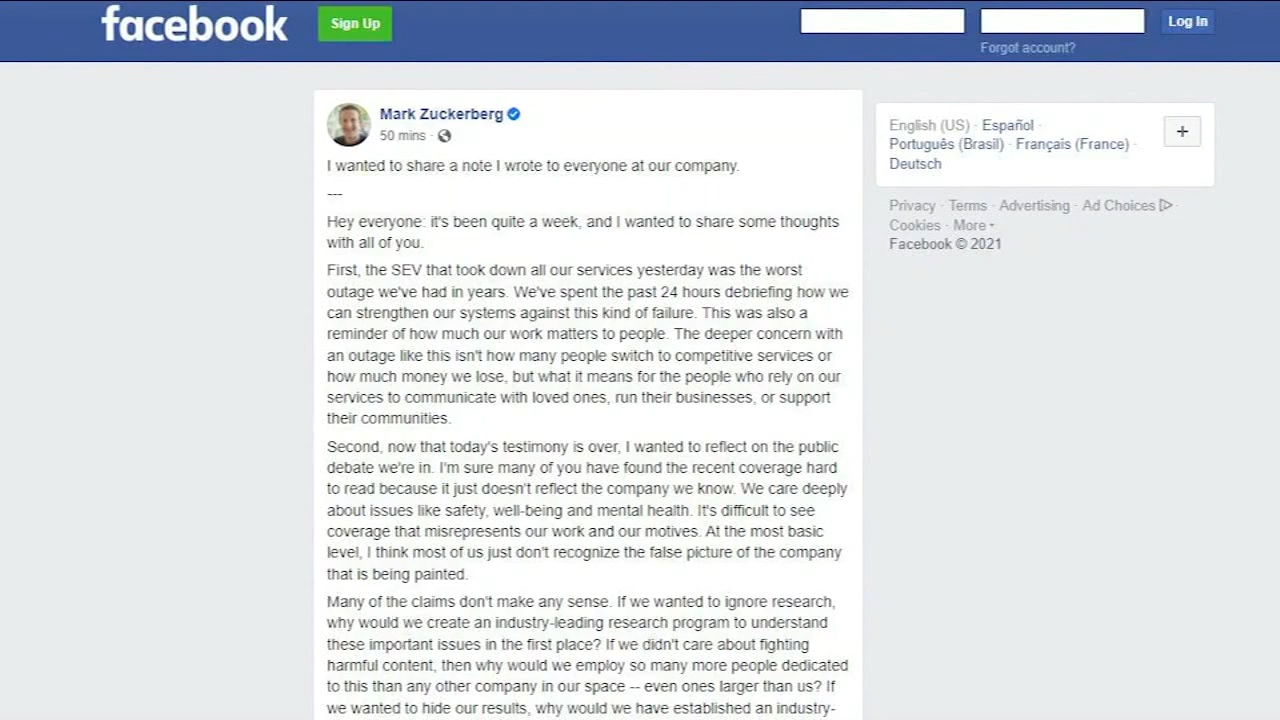 facebook
Sign Up
Log In
Forgot account?
Mark Zuckerberg
50 mins ·
I wanted to share a note I wrote to everyone at our company.
---
Hey everyone: it's been quite a week, and I wanted to share some thoughts
with all of you.
First, the SEV that took down all our services yesterday was the worst
outage we've had in years. We've spent the past 24 hours debriefing how we
can strengthen our systems against this kind of failure. This was also a
reminder of how much our work matters to people. The deeper concern with
an outage like this isn't how many people switch to competitive services or
how much money we lose, but what it means for the people who rely on our
services to communicate with loved ones, run their businesses, or support
their communities.
Second, now that today's testimony is over, I wanted to reflect on the public
debate we're in. I'm sure many of you have found the recent coverage hard
to read because it just doesn't reflect the company we know. We care deeply
about issues like safety, well-being and mental health. It's difficult to see
coverage that misrepresents our work and our motives. At the most basic
level, I think most of us just don't recognize the false picture of the company
that is being painted.
Many of the claims don't make any sense. If we wanted to ignore research,
why would we create an industry-leading research program to understand
these important issues in the first place? If we didn't care about fighting
harmful content, then why would we employ so many more people dedicated
to this than any other company in our space -- even ones larger than us? If
we wanted to hide our results, why would we have established an industry-
English (US) · Español ·
Português (Brasil) · Français (France) ·
Deutsch
+
Privacy · Terms · Advertising · Ad Choices ·
Cookies · More
Facebook © 2021